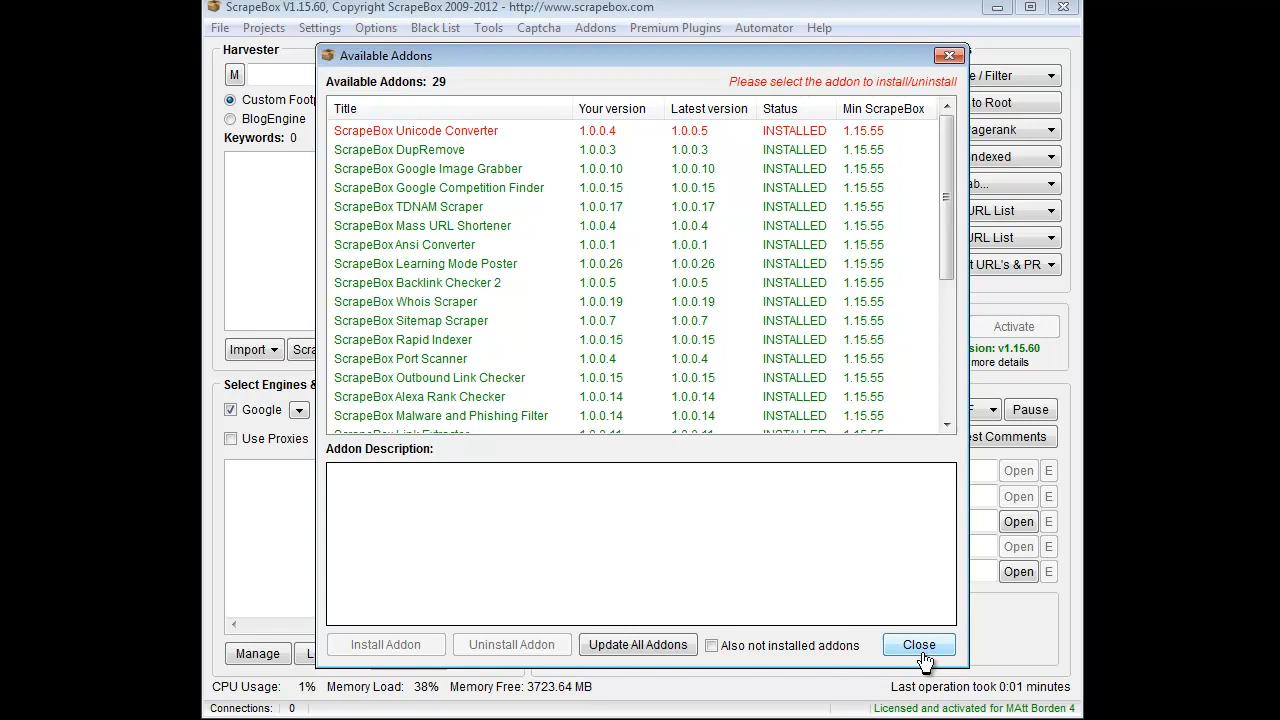 ScrapeBox V1.15.60, Copyright ScrapeBox 2009-2012 - http://www.scrapebox.com
File Projects Settings Options Black List Tools Captcha Addons Premium Plugins Automator Help
Harvester
M
Custom Footp
BlogEngine
Keywords: 0
Import Scra
Select Engines &
Google
Use Proxies
Manage L
Available Addons
Available Addons: 29 Please select the addon to install/uninstall
Title Your version Latest version Status Min ScrapeBox
ScrapeBox Unicode Converter 1.0.0.4 1.0.0.5 INSTALLED 1.15.55
ScrapeBox DupRemove 1.0.0.3 1.0.0.3 INSTALLED 1.15.55
ScrapeBox Google Image Grabber 1.0.0.10 1.0.0.10 INSTALLED 1.15.55
ScrapeBox Google Competition Finder 1.0.0.15 1.0.0.15 INSTALLED 1.15.55
ScrapeBox TDNAM Scraper 1.0.0.17 1.0.0.17 INSTALLED 1.15.55
ScrapeBox Mass URL Shortener 1.0.0.4 1.0.0.4 INSTALLED 1.15.55
ScrapeBox Ansi Converter 1.0.0.1 1.0.0.1 INSTALLED 1.15.55
ScrapeBox Learning Mode Poster 1.0.0.26 1.0.0.26 INSTALLED 1.15.55
ScrapeBox Backlink Checker 2 1.0.0.5 1.0.0.5 INSTALLED 1.15.55
ScrapeBox Whois Scraper 1.0.0.19 1.0.0.19 INSTALLED 1.15.55
ScrapeBox Sitemap Scraper 1.0.0.7 1.0.0.7 INSTALLED 1.15.55
ScrapeBox Rapid Indexer 1.0.0.15 1.0.0.15 INSTALLED 1.15.55
ScrapeBox Port Scanner 1.0.0.4 1.0.0.4 INSTALLED 1.15.55
ScrapeBox Outbound Link Checker 1.0.0.15 1.0.0.15 INSTALLED 1.15.55
ScrapeBox Alexa Rank Checker 1.0.0.14 1.0.0.14 INSTALLED 1.15.55
ScrapeBox Malware and Phishing Filter 1.0.0.14 1.0.0.14 INSTALLED 1.15.55
Addon Description:
Install Addon Uninstall Addon Update All Addons Also not installed addons Close
e / Filter
to Root
agerank
ndexed
ab...
URL List
URL List
t URL's & PR
Activate
sion: v1.15.60
more details
F Pause
est Comments
Open E
Open E
Open E
Open E
Open E
CPU Usage: 1% Memory Load: 38% Memory Free: 3723.64 MB Last operation took 0:01 minutes
Connections: 0 Licensed and activated for MAtt Borden 4